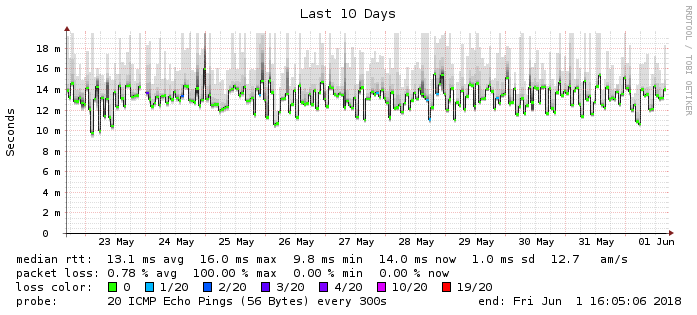 Last 10 Days
RRDTOOL / TOBI OETIKER
Seconds
18 m
16 m
14 m
12 m
10 m
8 m
6 m
4 m
2 m
0
23 May 24 May 25 May 26 May 27 May 28 May 29 May 30 May 31 May 01 Jun
median rtt: 13.1 ms avg 16.0 ms max 9.8 ms min 14.0 ms now 1.0 ms sd 12.7 am/s
packet loss: 0.78 % avg 100.00 % max 0.00 % min 0.00 % now
loss color: 0 1/20 2/20 3/20 4/20 10/20 19/20
probe: 20 ICMP Echo Pings (56 Bytes) every 300s end: Fri Jun 1 16:05:06 2018